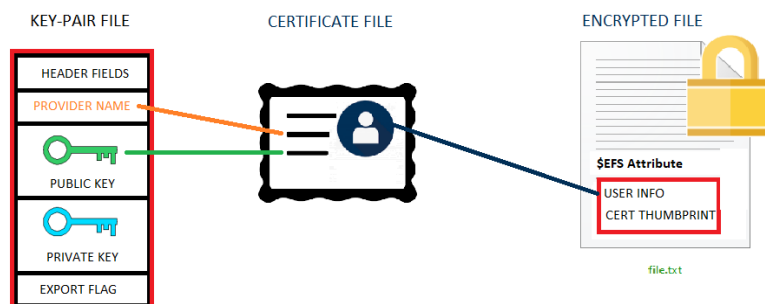 KEY-PAIR FILE
CERTIFICATE FILE
ENCRYPTED FILE
HEADER FIELDS
PROVIDER NAME
PUBLIC KEY
PRIVATE KEY
EXPORT FLAG
$EFS Attribute
USER INFO
CERT THUMBPRINT
file.txt